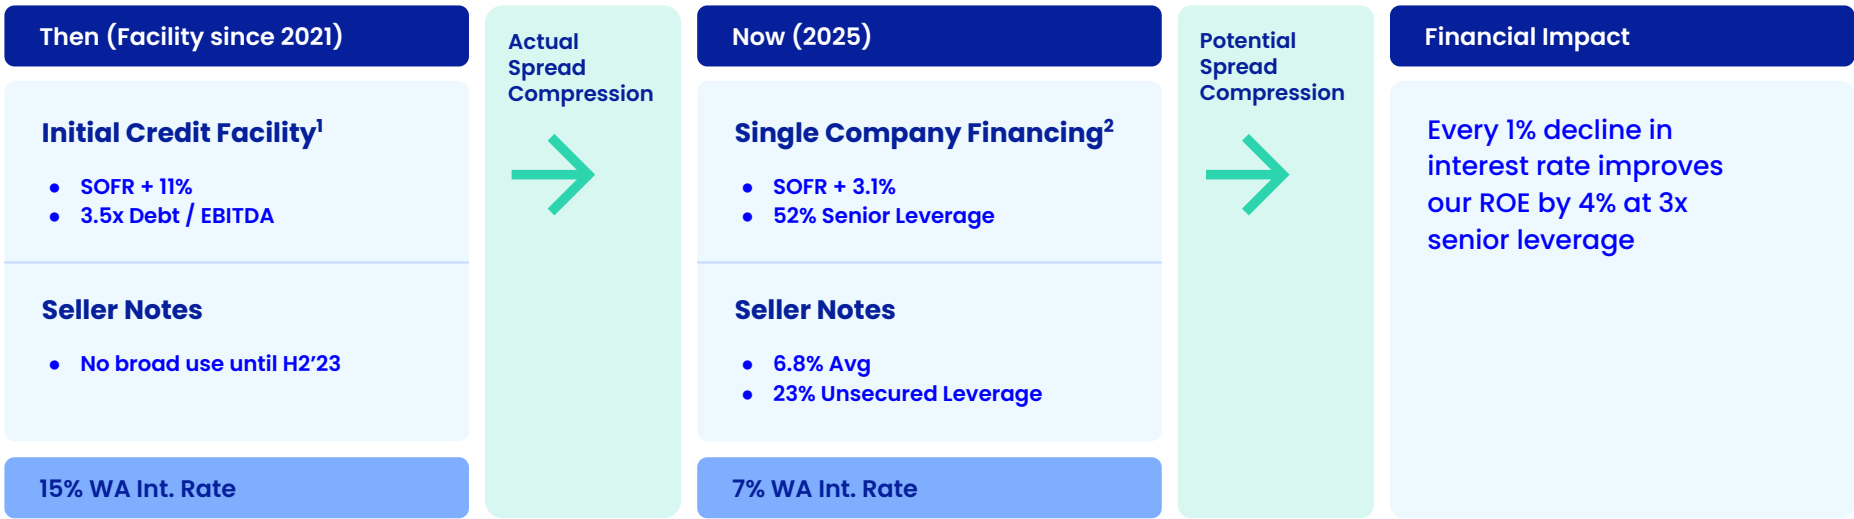 Then (Facility since 2021)
Initial Credit Facility¹
● SOFR + 11%
● 3.5x Debt / EBITDA
Seller Notes
● No broad use until H2’23
15% WA Int. Rate
Actual
Spread
Compression
Now (2025)
Single Company Financing²
● SOFR + 3.1%
● 52% Senior Leverage
Seller Notes
● 6.8% Avg
● 23% Unsecured Leverage
7% WA Int. Rate
Potential
Spread
Compression
Financial Impact
Every 1% decline in
interest rate improves
our ROE by 4% at 3x
senior leverage